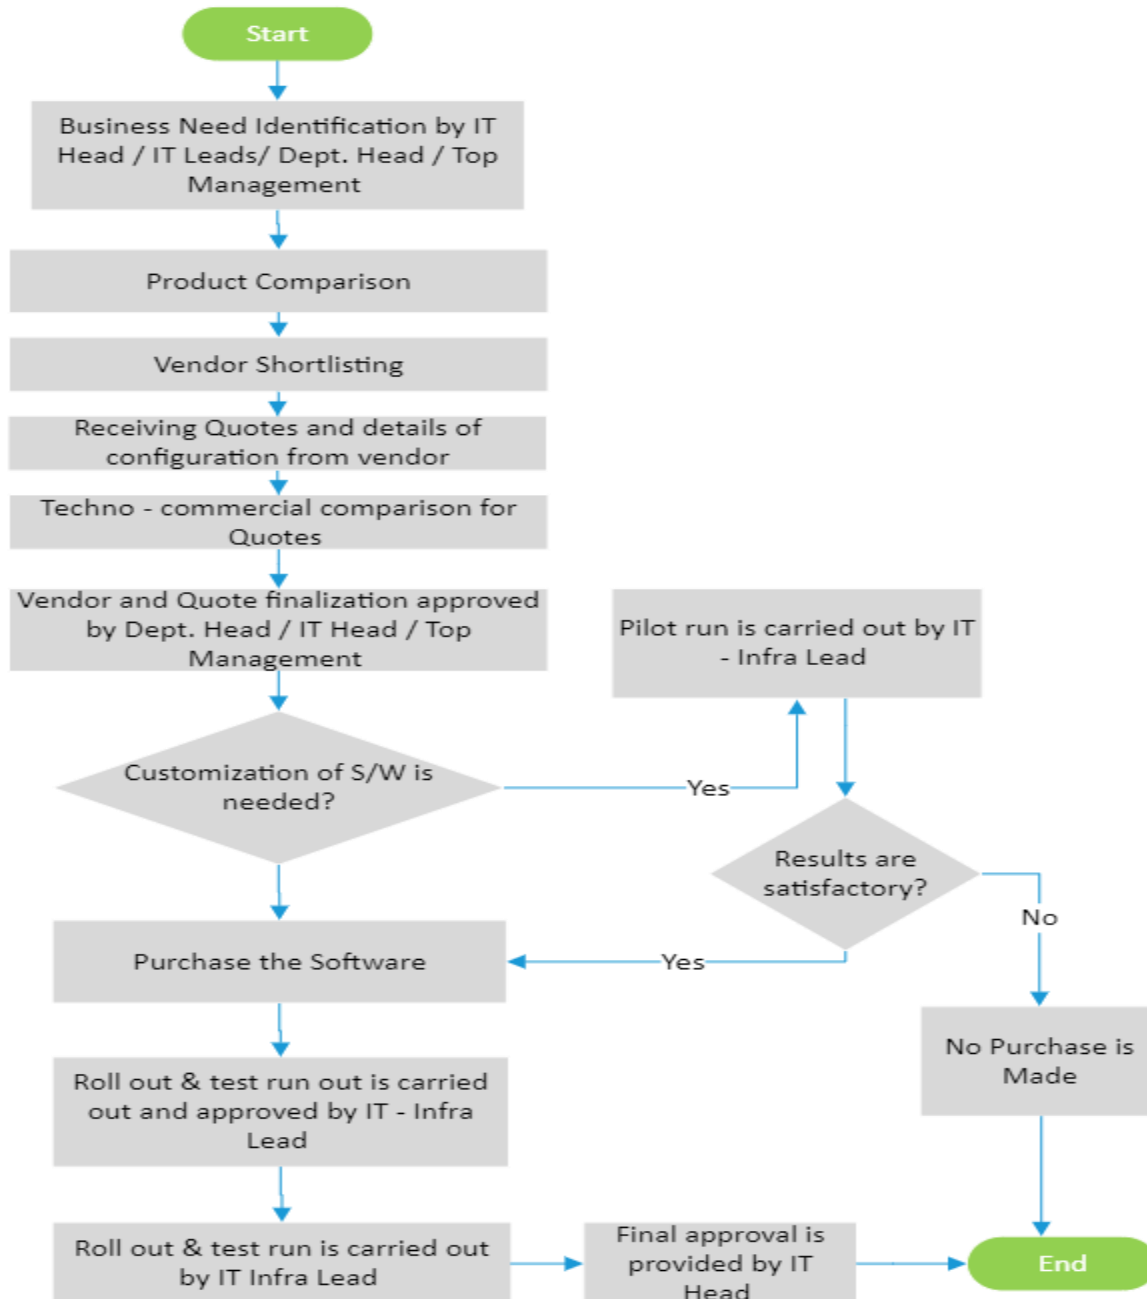 Start
Business Need Identification by IT
Head / IT Leads/ Dept. Head / Top
Management
Product Comparison
Vendor Shortlisting
Receiving Quotes and details of
configuration from vendor
Techno - commercial comparison for
Quotes
Vendor and Quote finalization approved
by Dept. Head / IT Head / Top
Management
Pilot run is carried out by IT
- Infra Lead
Customization of S/W is
needed?
Yes
Results are
satisfactory?
No
Yes
Purchase the Software
No Purchase is
Made
Roll out & test run out is carried
out and approved by IT - Infra
Lead
Roll out & test run is carried out
by IT Infra Lead
Final approval is
provided by IT
Head
End